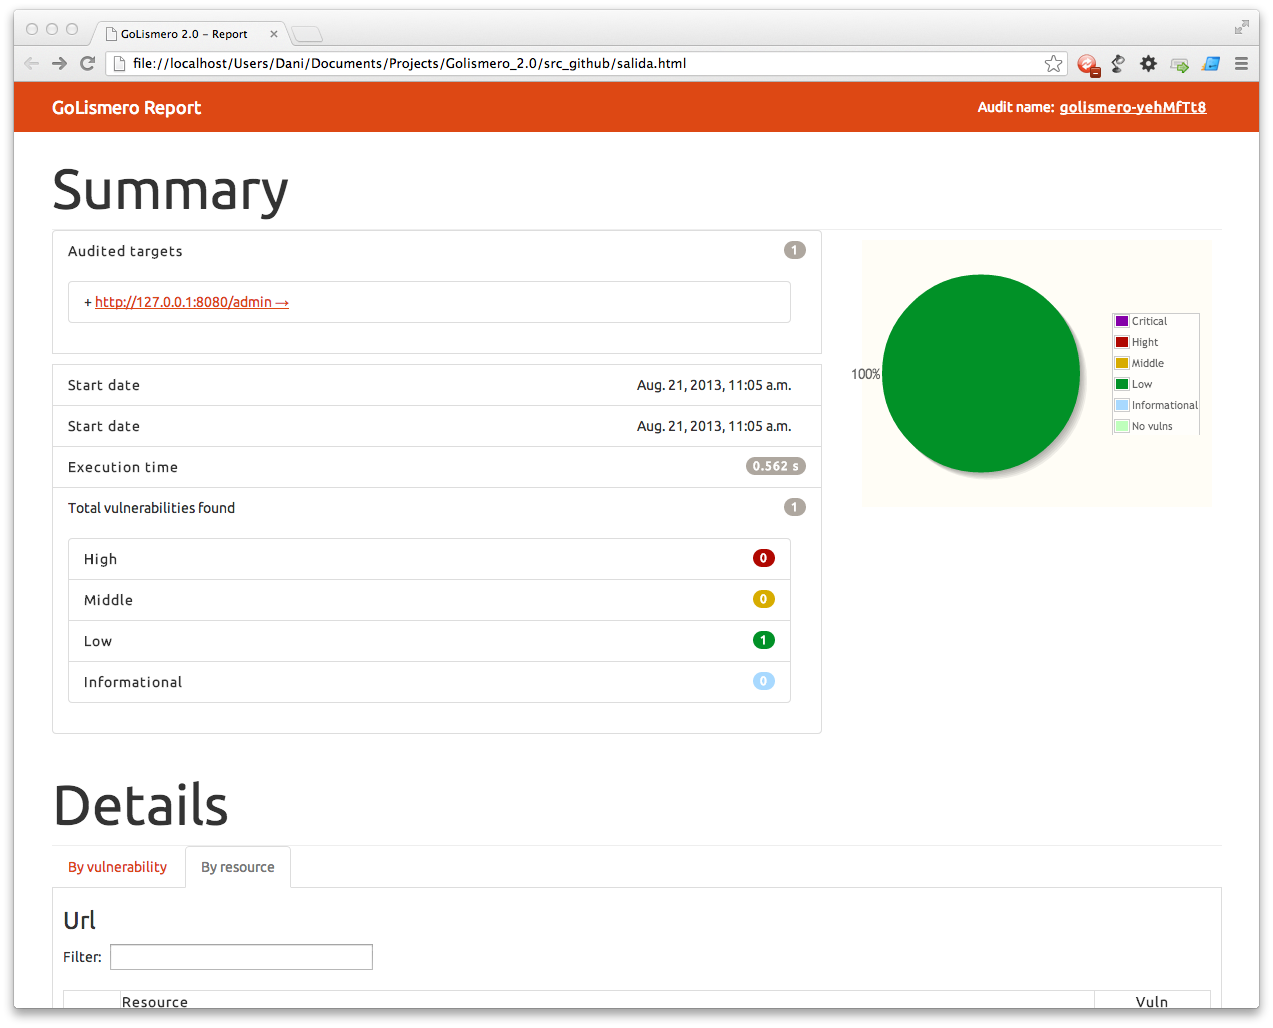 GoLismero 2.0 – Report
file://localhost/Users/Dani/Documents/Projects/Golismero_2.0/src_github/salida.html
GoLismero Report
Audit name: golismero-yehMfTt8
Summary
Audited targets 1
+ http://127.0.0.1:8080/admin →
Start date Aug. 21, 2013, 11:05 a.m.
Start date Aug. 21, 2013, 11:05 a.m.
Execution time 0.562 s
Total vulnerabilities found 1
High 0
Middle 0
Low 1
Informational 0
100%
Critical
Hight
Middle
Low
Informational
No vulns
Details
By vulnerability By resource
Url
Filter:
Resource Vuln